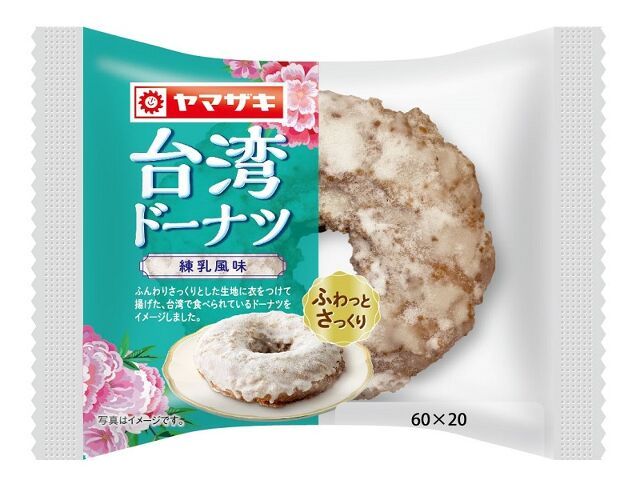 ヤマザキ
台湾
ドーナツ
練乳風味
ふんわりさっくりとした生地に衣をつけて
揚げた、台湾で食べられているドーナツを
イメージしました。
ふわっと
さっくり
写真はイメージです。
60×20